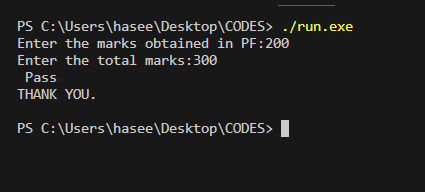 PS C:\Users\hasee\Desktop\CODES> ./run.exe
Enter the marks obtained in PF:200
Enter the total marks:300
 Pass
THANK YOU.
PS C:\Users\hasee\Desktop\CODES>